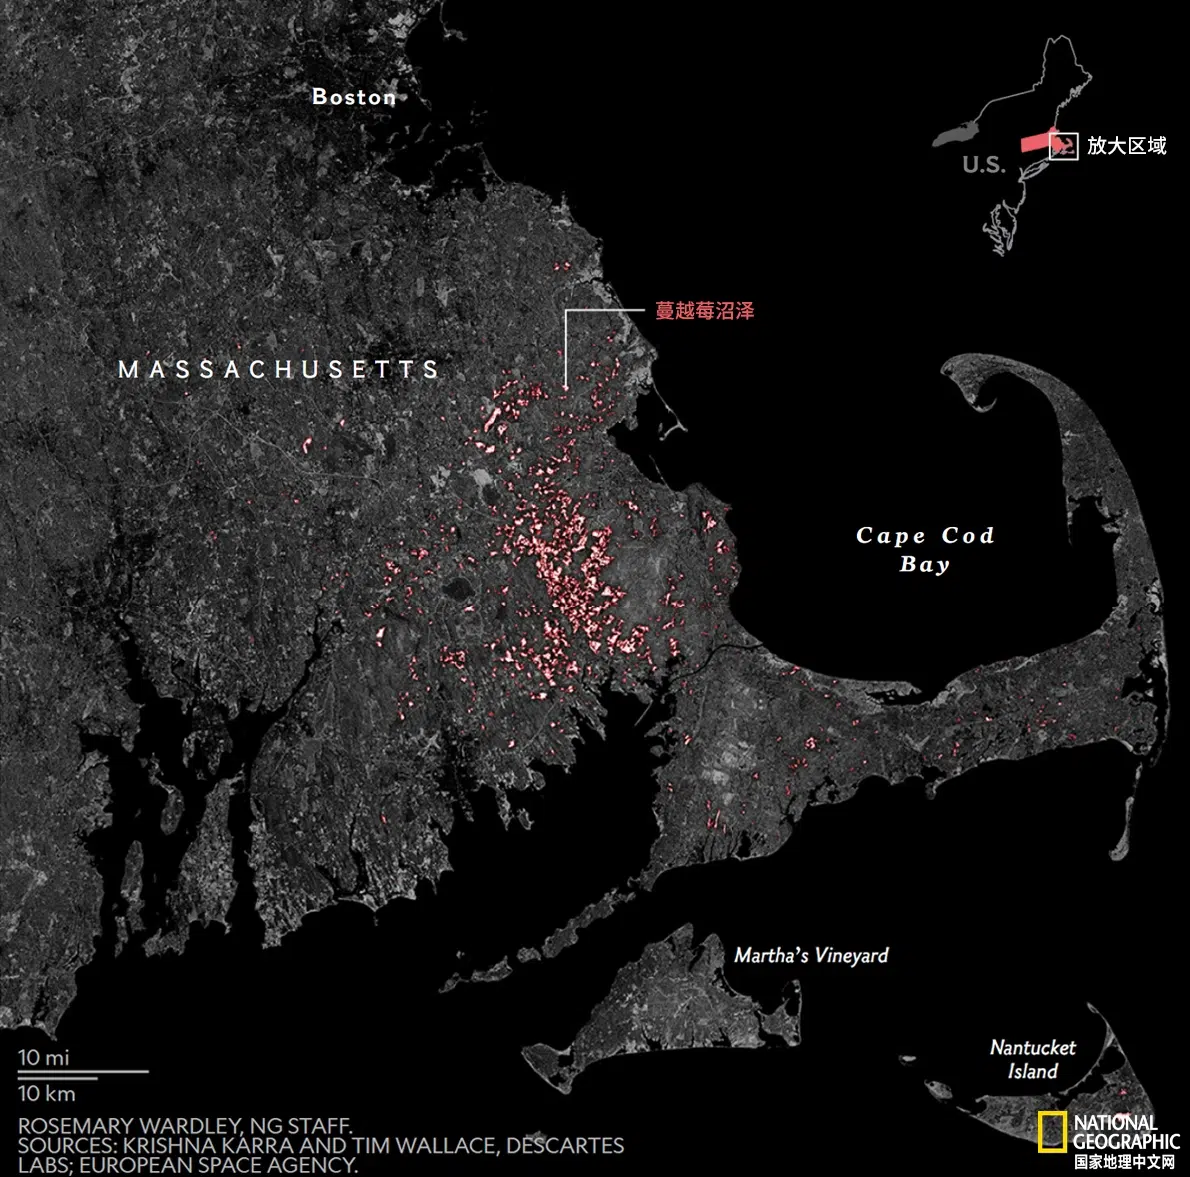 Boston
U.S.
放大区域
蔓越莓沼泽
MASSACHUSETTS
Cape Cod
Bay
Martha's Vineyard
Nantucket
Island
10 mi
10 km
ROSEMARY WARDLEY, NG STAFF.
SOURCES: KRISHNA KARRA AND TIM WALLACE, DESCARTES
LABS; EUROPEAN SPACE AGENCY.
NATIONAL
GEOGRAPHIC
国家地理中文网